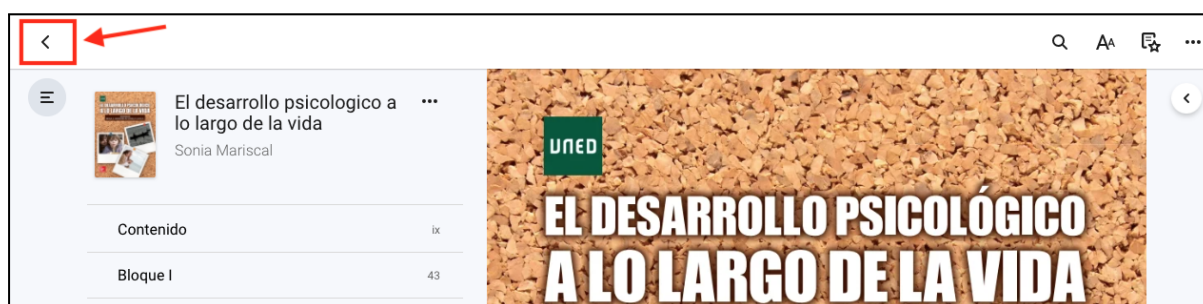 AA
El desarrollo psicologico a
lo largo de la vida
Sonia Mariscal
Contenido ix
Bloque I 43
UNED
EL DESARROLLO PSICOLÓGICO
A LO LARGO DE LA VIDA